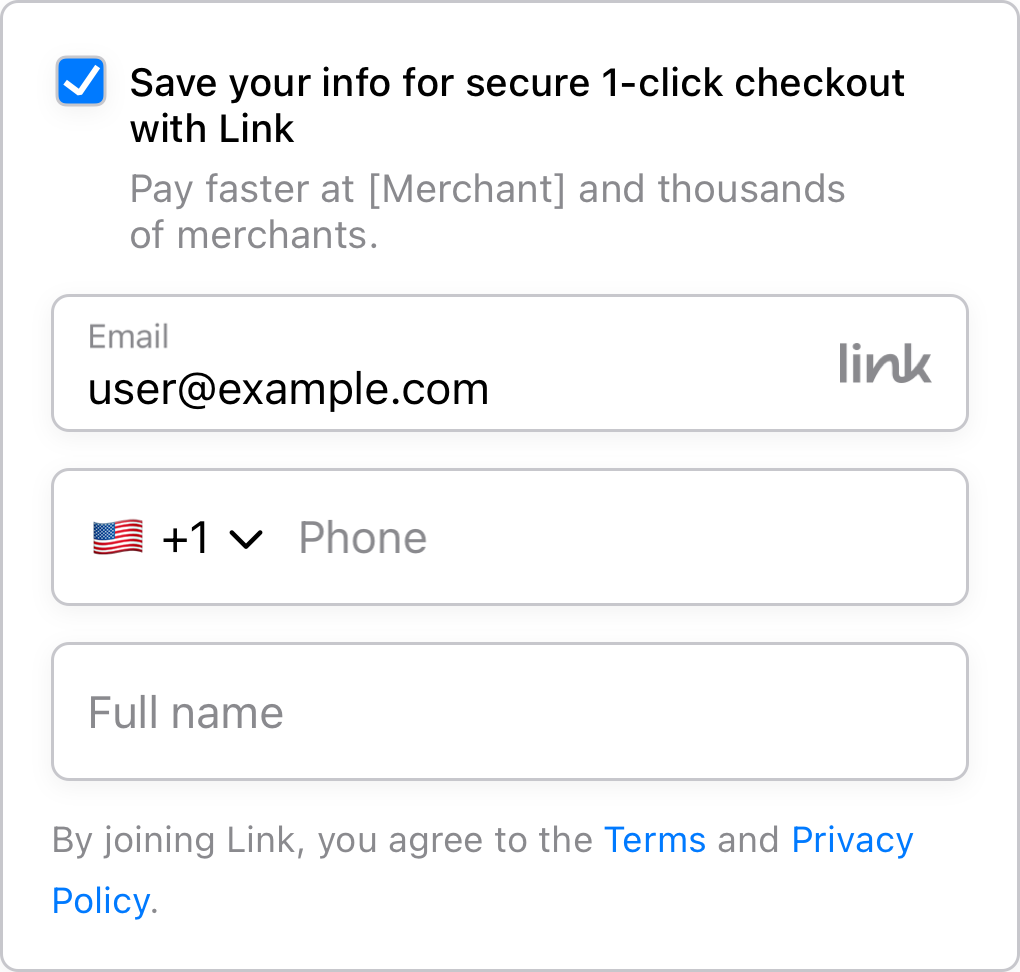 Save your info for secure 1-click checkout
with Link
Pay faster at [Merchant] and thousands
of merchants.
Email
user@example.com
link
+1
Phone
Full name
By joining Link, you agree to the Terms and Privacy
Policy.